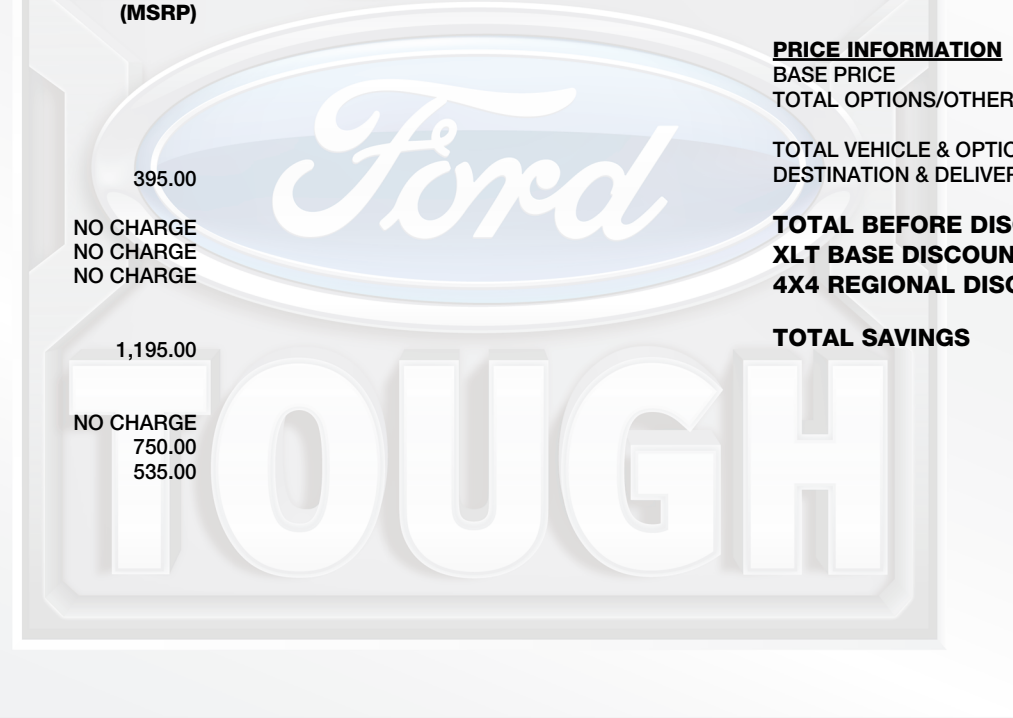 (MSRP)
395.00
NO CHARGE
NO CHARGE
NO CHARGE
1,195.00
NO CHARGE
750.00
535.00
PRICE INFORMATION
BASE PRICE
TOTAL OPTIONS/OTHER
TOTAL VEHICLE & OPTIO
DESTINATION & DELIVER
TOTAL BEFORE DIS
XLT BASE DISCOUN
4X4 REGIONAL DISC
TOTAL SAVINGS
Ford
TOUGH